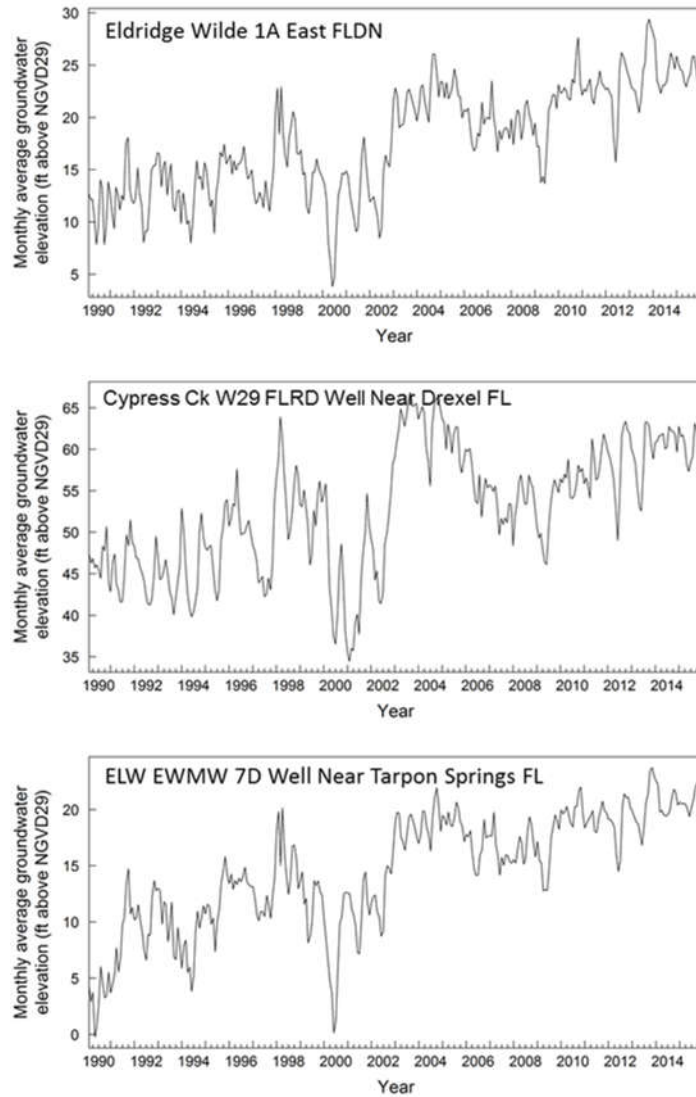 Eldridge Wilde 1A East FLDN
Monthly average groundwater
elevation (ft above NGVD29)
30
25
20
15
10
5
1990 1992 1994 1996 1998 2000 2002 2004 2006 2008 2010 2012 2014
Year
Cypress Ck W29 FLRD Well Near Drexel FL
Monthly average groundwater
elevation (ft above NGVD29)
65
60
55
50
45
40
35
1990 1992 1994 1996 1998 2000 2002 2004 2006 2008 2010 2012 2014
Year
ELW EWMW 7D Well Near Tarpon Springs FL
Monthly average groundwater
elevation (ft above NGVD29)
20
15
10
5
0
1990 1992 1994 1996 1998 2000 2002 2004 2006 2008 2010 2012 2014
Year